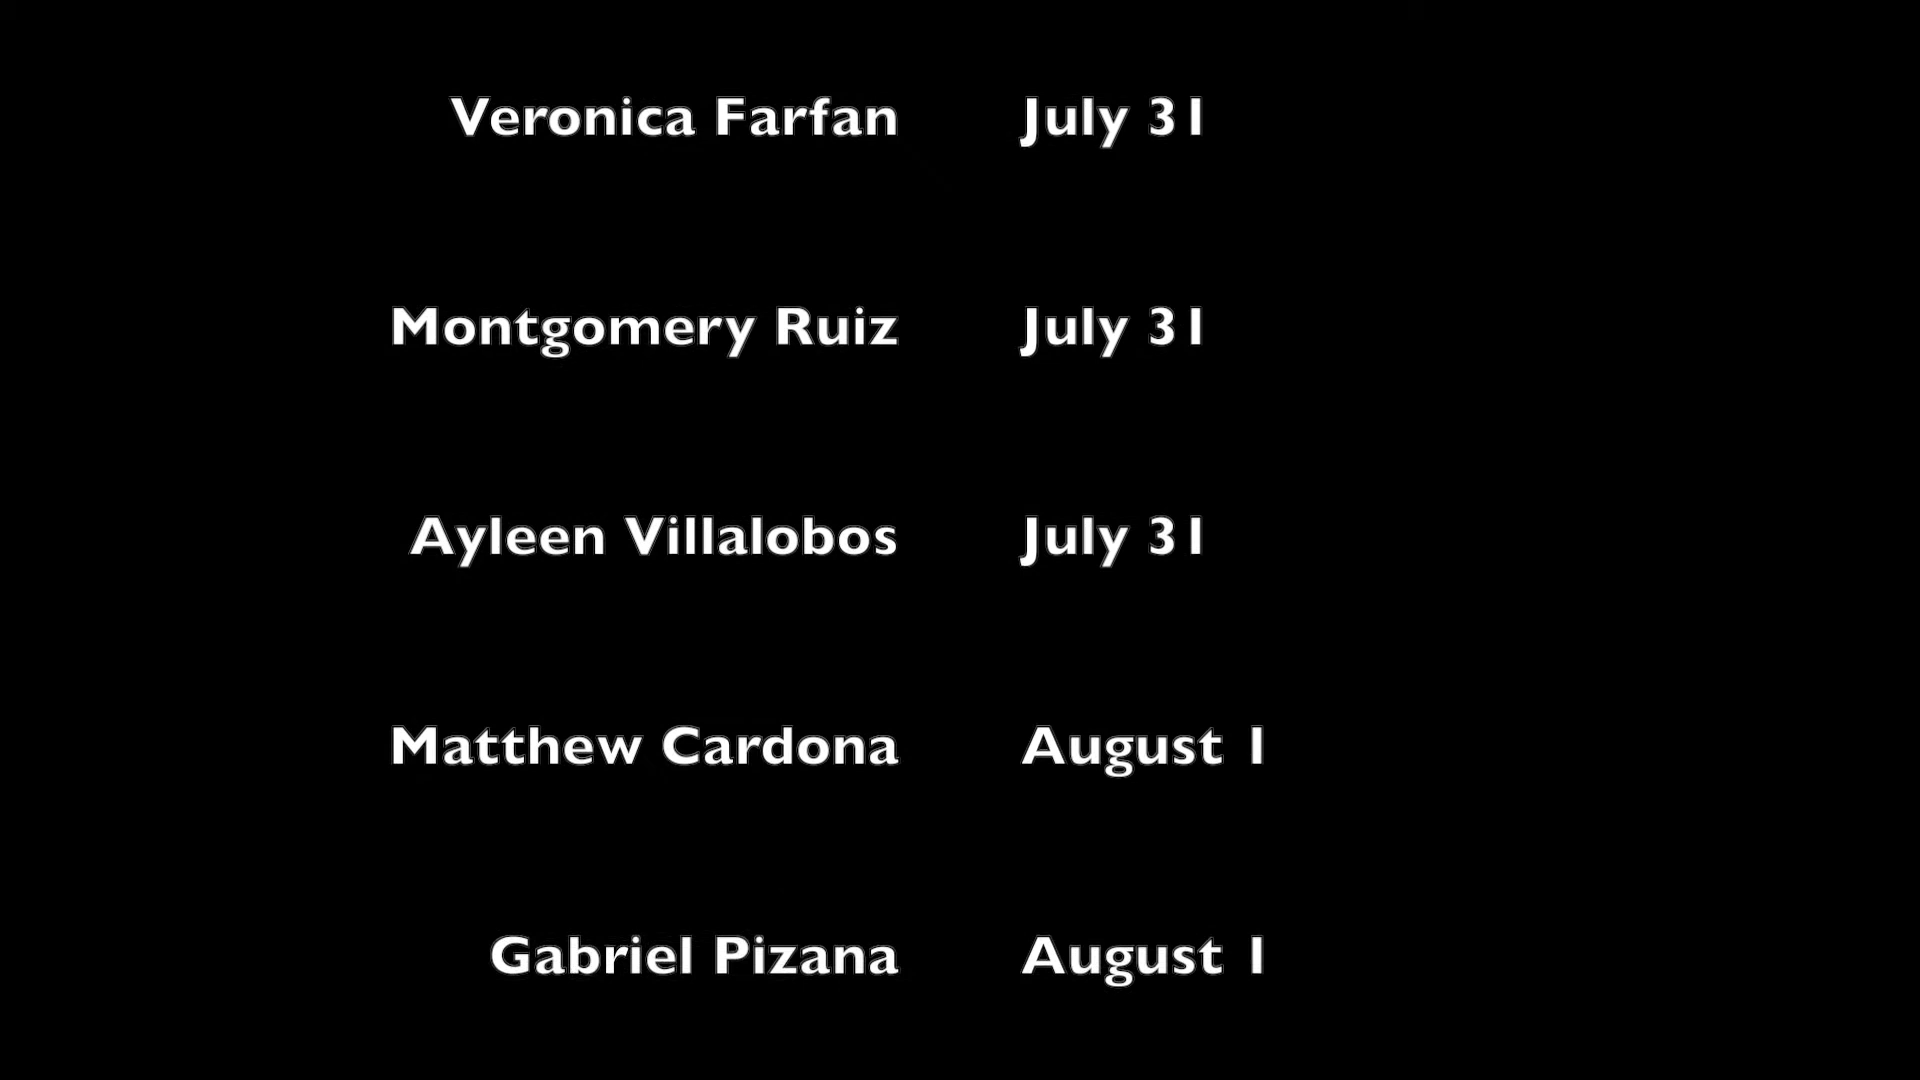 Veronica Farfan July 31
Montgomery Ruiz July 31
Ayleen Villalobos July 31
Matthew Cardona August 1
Gabriel Pizana August 1